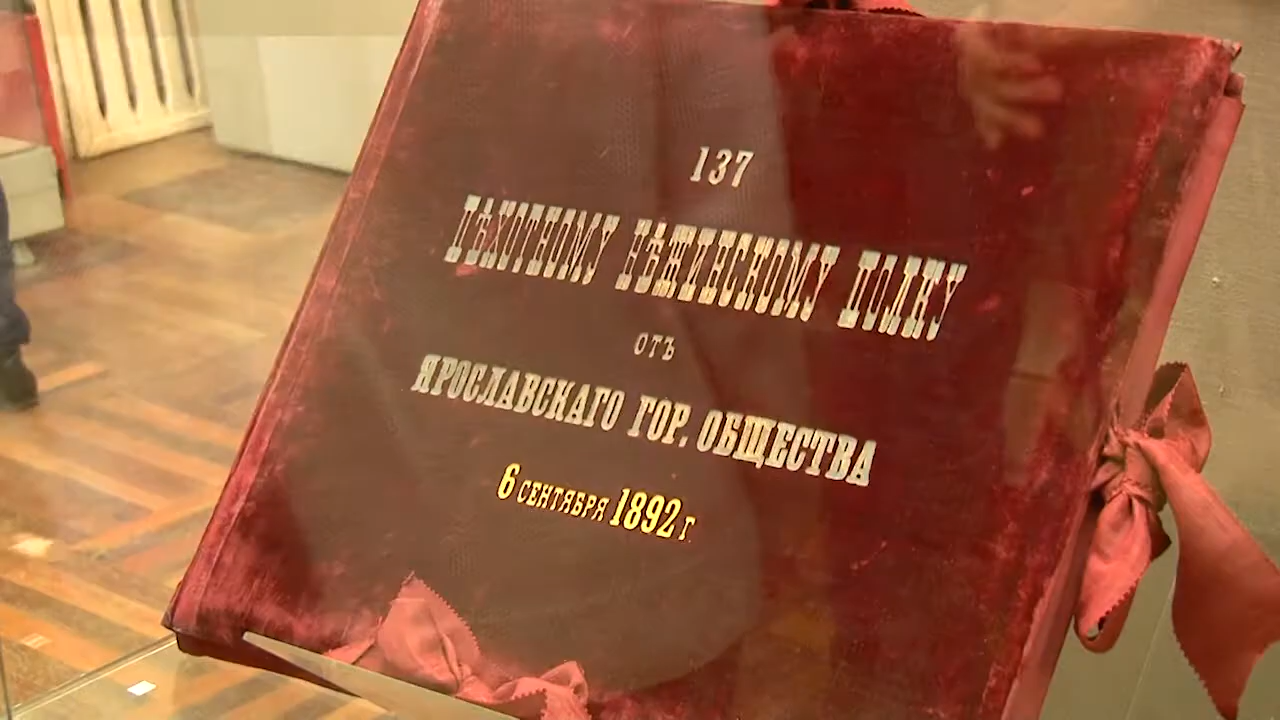 137
ПѢХОТНОМУ НѢЖИНСКОМУ ПОЛКУ
ОТЪ
ЯРОСЛАВСКАГО ГОР. ОБЩЕСТВА
6 СЕНТЯБРЯ 1892 Г.